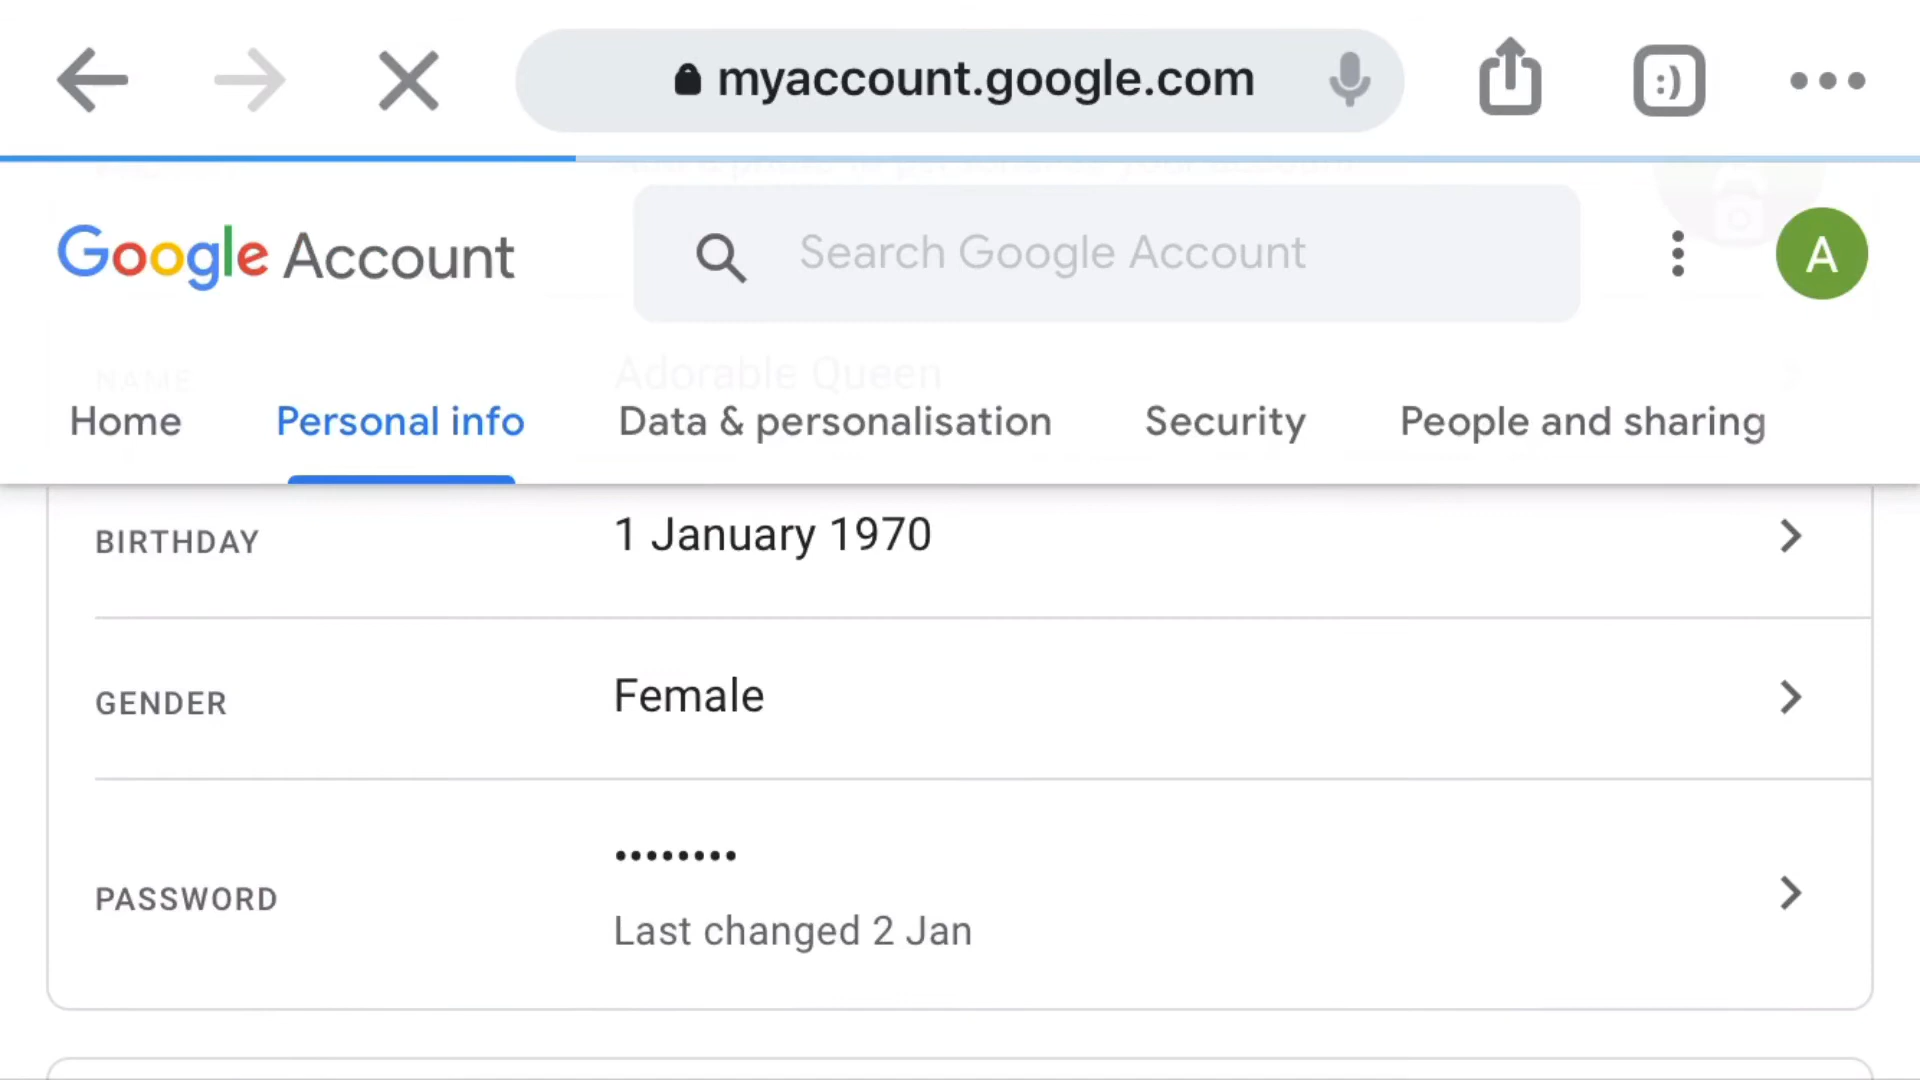 myaccount.google.com
:)
Google Account
Search Google Account
A
NAME
Adorable Queen
Home
Personal info
Data & personalisation
Security
People and sharing
BIRTHDAY
1 January 1970
GENDER
Female
PASSWORD
••••••••
Last changed 2 Jan